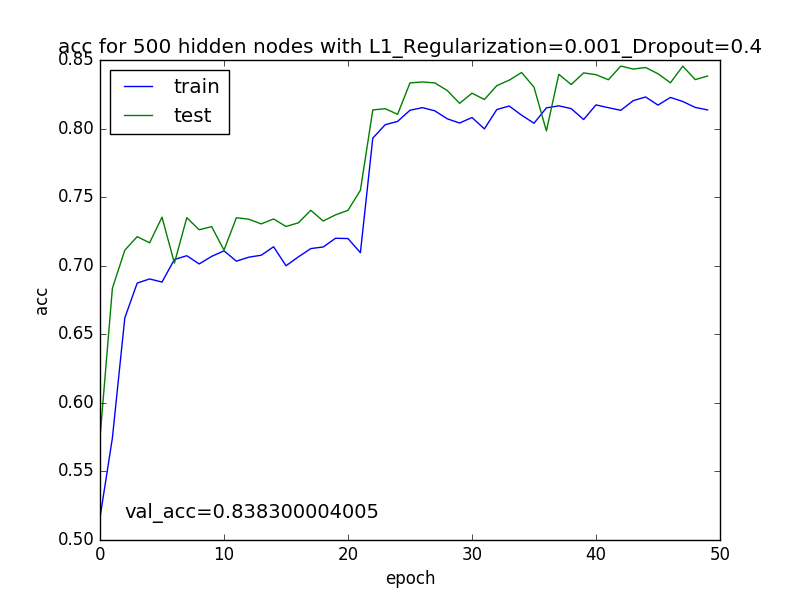 acc for 500 hidden nodes with L1_Regularization=0.001_Dropout=0.4
0.85
0.80
0.75
0.70
0.65
0.60
0.55
0.50
acc
train
test
val_acc=0.838300004005
0 10 20 30 40 50
epoch